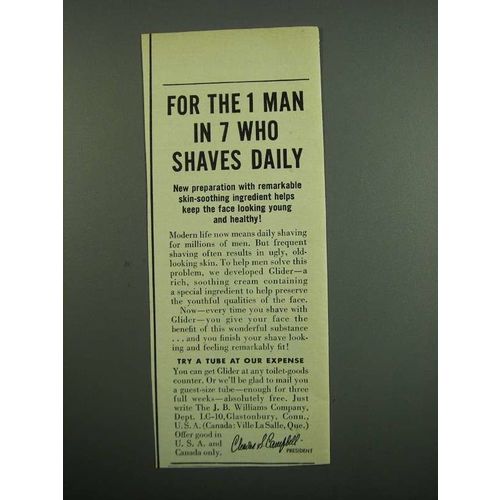 FOR THE 1 MAN
IN 7 WHO
SHAVES DAILY
New preparation with remarkable
skin-soothing ingredient helps
keep the face looking young
and healthy!
Modern life now means daily shaving
for millions of men. But frequent
shaving often results in ugly, old-
looking skin. To help men solve this
problem, we developed Glider—a
rich, soothing cream containing
a special ingredient to help preserve
the youthful qualities of the face.
Now—every time you shave with
Glider—you give your face the
benefit of this wonderful substance
. . . and you finish your shave look-
ing and feeling remarkably fit!
TRY A TUBE AT OUR EXPENSE
You can get Glider at any toilet-goods
counter. Or we'll be glad to mail you
a guest-size tube—enough for three
full weeks—absolutely free. Just
write The J. B. Williams Company,
Dept. LC-10, Glastonbury, Conn.,
U. S. A. (Canada: Ville La Salle, Que.)
Offer good in
U. S. A. and
Canada only.
Charles S. Campbell
PRESIDENT